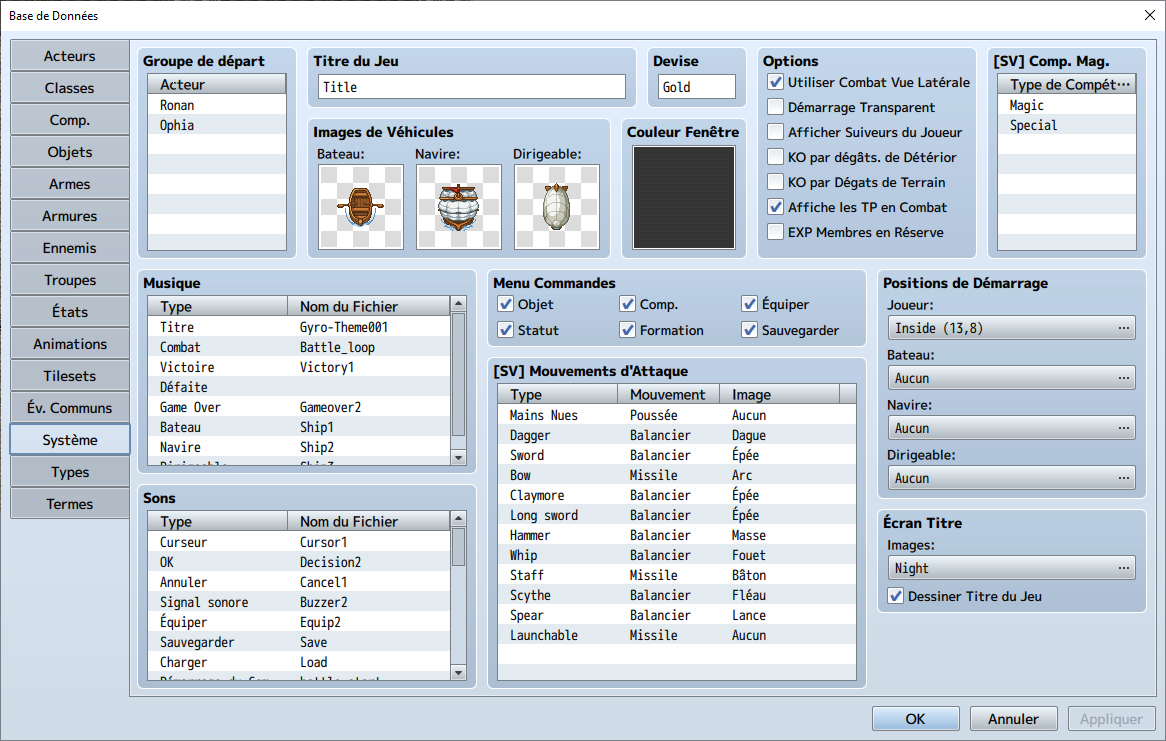 Base de Données
Acteurs
Classes
Comp.
Objets
Armes
Armures
Ennemis
Troupes
États
Animations
Tilesets
Év. Communs
Système
Types
Termes
Groupe de départ
Acteur
Ronan
Ophia
Titre du Jeu
Title
Devise
Gold
Images de Véhicules
Bateau:
Navire:
Dirigeable:
Couleur Fenêtre
Options
Utiliser Combat Vue Latérale
Démarrage Transparent
Afficher Suiveurs du Joueur
KO par dégâts. de Détérior
KO par Dégats de Terrain
Affiche les TP en Combat
EXP Membres en Réserve
[SV] Comp. Mag.
Type de Compét···
Magic
Special
Musique
Type Nom du Fichier
Titre Gyro-Theme001
Combat Battle_loop
Victoire Victory1
Défaite
Game Over Gameover2
Bateau Ship1
Navire Ship2
Dirigeable Ship3
Sons
Type Nom du Fichier
Curseur Cursor1
OK Decision2
Annuler Cancel1
Signal sonore Buzzer2
Équiper Equip2
Sauvegarder Save
Charger Load
Menu Commandes
Objet Comp. Équiper
Statut Formation Sauvegarder
[SV] Mouvements d'Attaque
Type Mouvement Image
Mains Nues Poussée Aucun
Dagger Balancier Dague
Sword Balancier Épée
Bow Missile Arc
Claymore Balancier Épée
Long sword Balancier Épée
Hammer Balancier Masse
Whip Balancier Fouet
Staff Missile Bâton
Scythe Balancier Fléau
Spear Balancier Lance
Launchable Missile Aucun
Positions de Démarrage
Joueur:
Inside (13,8) ···
Bateau:
Aucun ···
Navire:
Aucun ···
Dirigeable:
Aucun ···
Écran Titre
Images:
Night ···
Dessiner Titre du Jeu
OK Annuler Appliquer